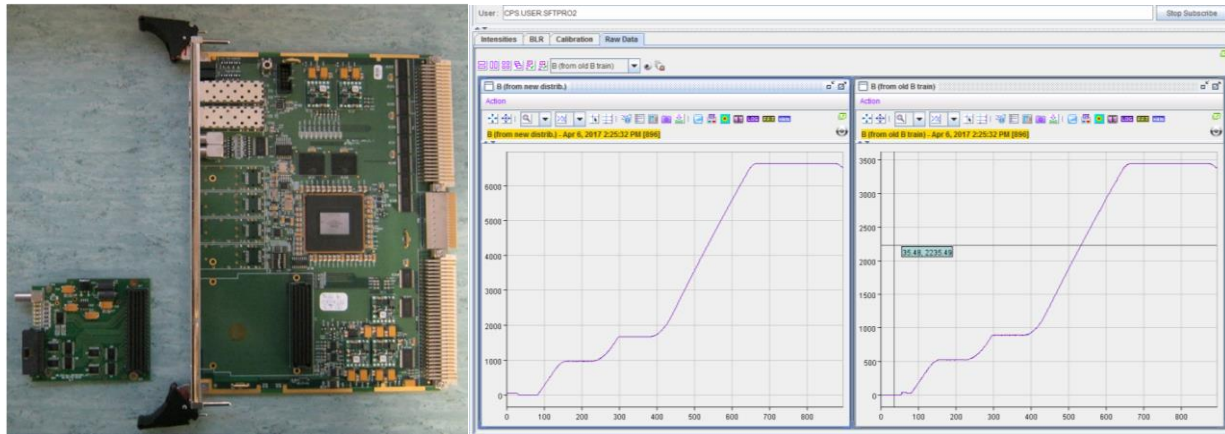 User: CPS.USER.SFTPRO2
Stop Subscribe
Intensities BLR Calibration Raw Data
B (from old B train)
B (from new distrib.)
Action
B (from new distrib.) - Apr 6, 2017 2:25:32 PM [896]
6000
5000
4000
3000
2000
1000
0
0 100 200 300 400 500 600 700 800
B (from old B train)
Action
B (from old B train) - Apr 6, 2017 2:25:32 PM [896]
3500
3000
2500
2000
1500
1000
500
0
35.49, 2235.49
0 100 200 300 400 500 600 700 800